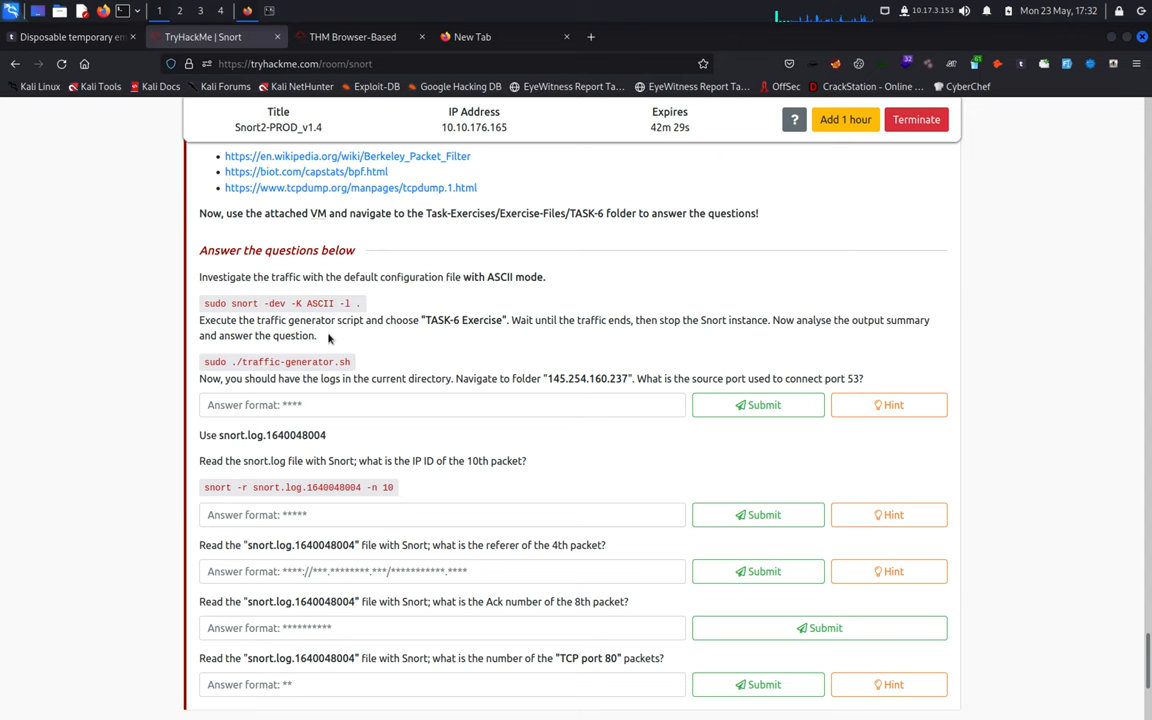 1 2 3 4
10.17.3.153
Mon 23 May, 17:32
Disposable temporary em
TryHackMe | Snort
THM Browser-Based
New Tab
https://tryhackme.com/room/snort
Kali Linux Kali Tools Kali Docs Kali Forums Kali NetHunter Exploit-DB Google Hacking DB EyeWitness Report Ta... EyeWitness Report Ta... OffSec CrackStation - Online ... CyberChef
Title IP Address Expires
Snort2-PROD_v1.4 10.10.176.165 42m 29s
? Add 1 hour Terminate
https://en.wikipedia.org/wiki/Berkeley_Packet_Filter
https://biot.com/capstats/bpf.html
https://www.tcpdump.org/manpages/tcpdump.1.html
Now, use the attached VM and navigate to the Task-Exercises/Exercise-Files/TASK-6 folder to answer the questions!
Answer the questions below
Investigate the traffic with the default configuration file with ASCII mode.
sudo snort -dev -K ASCII -l .
Execute the traffic generator script and choose "TASK-6 Exercise". Wait until the traffic ends, then stop the Snort instance. Now analyse the output summary
and answer the question.
sudo ./traffic-generator.sh
Now, you should have the logs in the current directory. Navigate to folder "145.254.160.237". What is the source port used to connect port 53?
Answer format: **** Submit Hint
Use snort.log.1640048004
Read the snort.log file with Snort; what is the IP ID of the 10th packet?
snort -r snort.log.1640048004 -n 10
Answer format: ***** Submit Hint
Read the "snort.log.1640048004" file with Snort; what is the referer of the 4th packet?
Answer format: ****://***.********.***/***********.**** Submit Hint
Read the "snort.log.1640048004" file with Snort; what is the Ack number of the 8th packet?
Answer format: ********** Submit
Read the "snort.log.1640048004" file with Snort; what is the number of the "TCP port 80" packets?
Answer format: ** Submit Hint